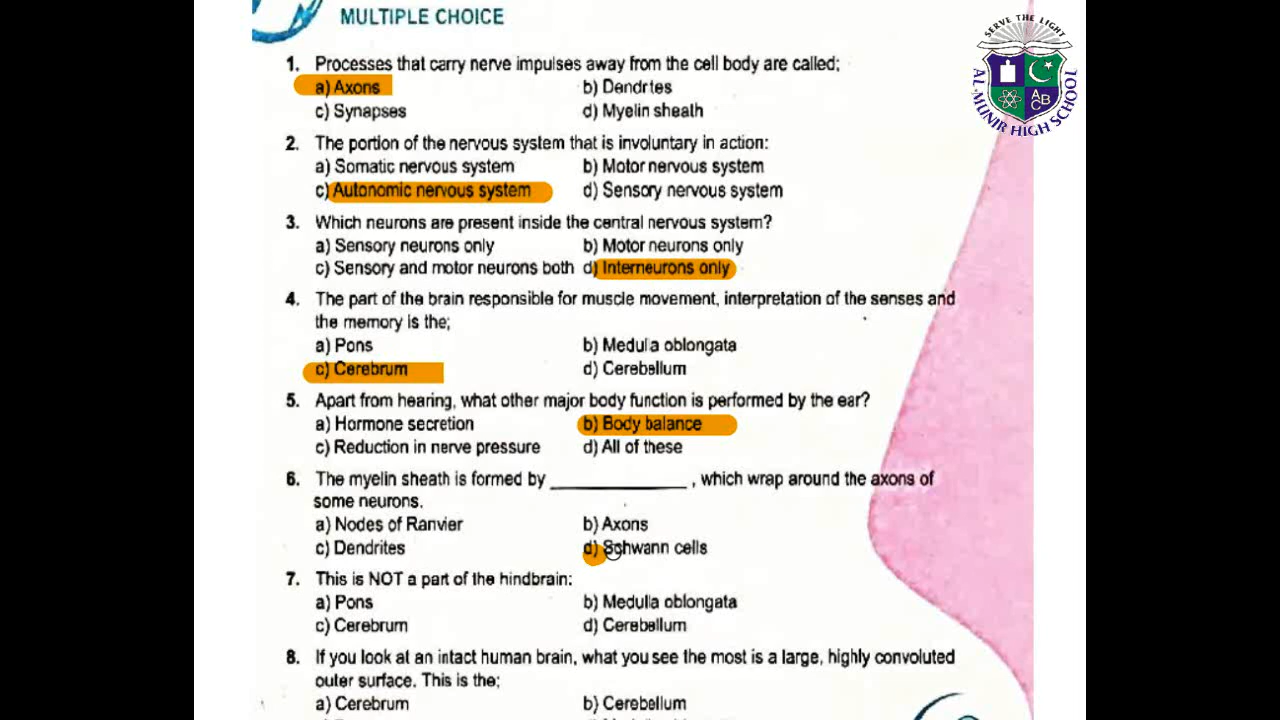 MULTIPLE CHOICE
SERVE THE LIGHT
AL-MUNIR HIGH SCHOOL
A B C
1. Processes that carry nerve impulses away from the cell body are called;
a) Axons b) Dendrtes
c) Synapses d) Myelin sheath
2. The portion of the nervous system that is involuntary in action:
a) Somatic nervous system b) Motor nervous system
c) Autonomic nervous system d) Sensory nervous system
3. Which neurons are present inside the central nervous system?
a) Sensory neurons only b) Motor neurons only
c) Sensory and motor neurons both d) Interneurons only
4. The part of the brain responsible for muscle movement, interpretation of the senses and
the memory is the;
a) Pons b) Medulla oblongata
c) Cerebrum d) Cerebellum
5. Apart from hearing, what other major body function is performed by the ear?
a) Hormone secretion b) Body balance
c) Reduction in nerve pressure d) All of these
6. The myelin sheath is formed by ______________ , which wrap around the axons of
some neurons.
a) Nodes of Ranvier b) Axons
c) Dendrites d) Schwann cells
7. This is NOT a part of the hindbrain:
a) Pons b) Medulla oblongata
c) Cerebrum d) Cerebellum
8. If you look at an intact human brain, what you see the most is a large, highly convoluted
outer surface. This is the;
a) Cerebrum b) Cerebellum